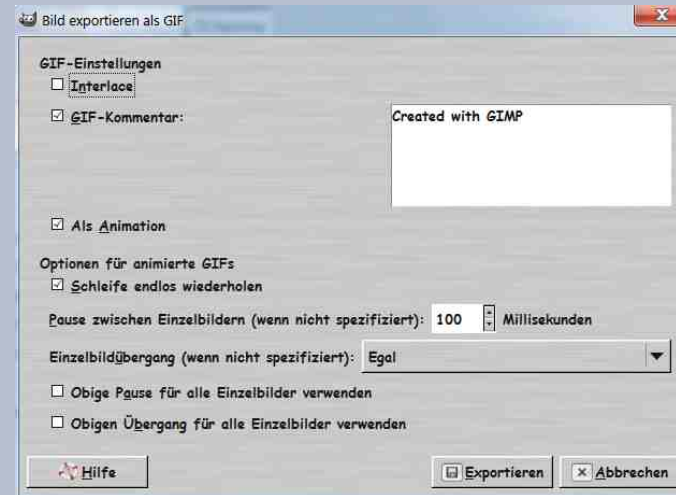 Bild exportieren als GIF
GIF-Einstellungen
Interlace
GIF-Kommentar:
Created with GIMP
Als Animation
Optionen für animierte GIFs
Schleife endlos wiederholen
Pause zwischen Einzelbildern (wenn nicht spezifiziert): 100 Millisekunden
Einzelbildübergang (wenn nicht spezifiziert): Egal
Obige Pause für alle Einzelbilder verwenden
Obigen Übergang für alle Einzelbilder verwenden
Hilfe Exportieren Abbrechen